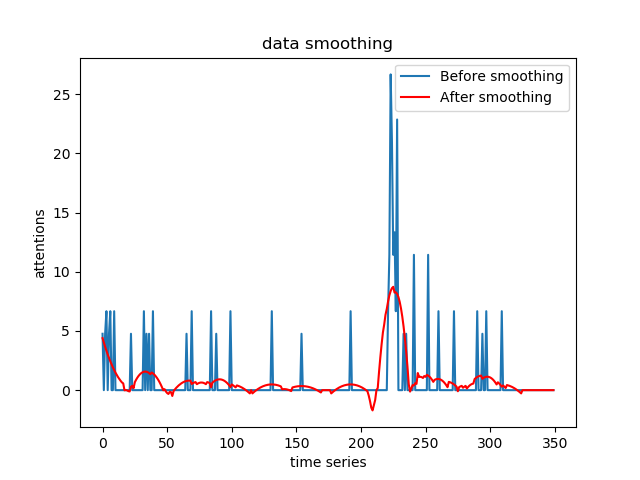 data smoothing
Before smoothing
After smoothing
25
20
15
10
5
0
attentions
0 50 100 150 200 250 300 350
time series